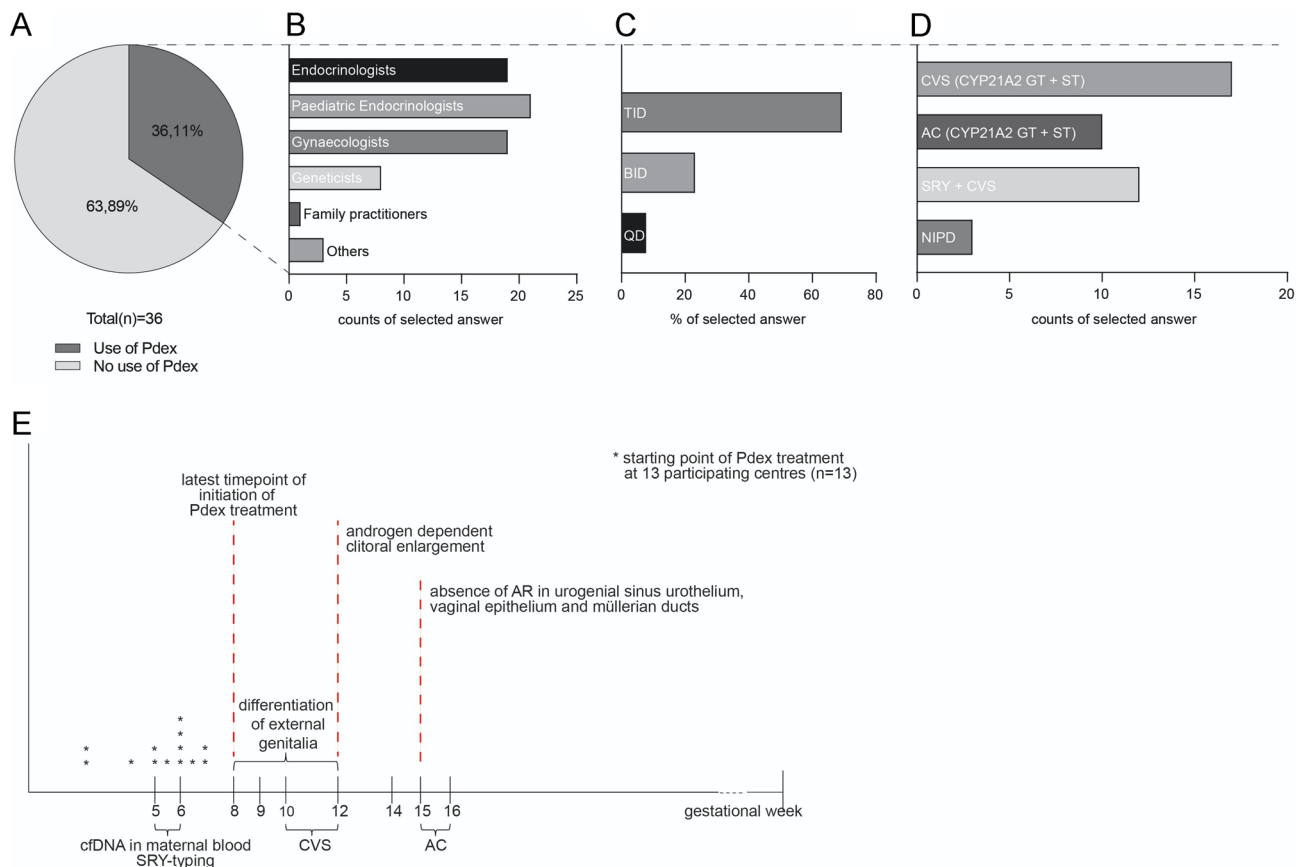 A
36,11%
63,89%
Total(n)=36
Use of Pdex
No use of Pdex
B
Endocrinologists
Paediatric Endocrinologists
Gynaecologists
Geneticists
Family practitioners
Others
0 5 10 15 20 25
counts of selected answer
C
TID
BID
QD
0 20 40 60 80
% of selected answer
D
CVS (CYP21A2 GT + ST)
AC (CYP21A2 GT + ST)
SRY + CVS
NIPD
0 5 10 15 20
counts of selected answer
E
* starting point of Pdex treatment
at 13 participating centres (n=13)
latest timepoint of
initiation of
Pdex treatment
androgen dependent
clitoral enlargement
absence of AR in urogenial sinus urothelium,
vaginal epithelium and müllerian ducts
differentiation
of external
genitalia
*
* * * * *
* * * * * * *
5 6 8 9 10 12 14 15 16 gestational week
cfDNA in maternal blood
SRY-typing
CVS
AC